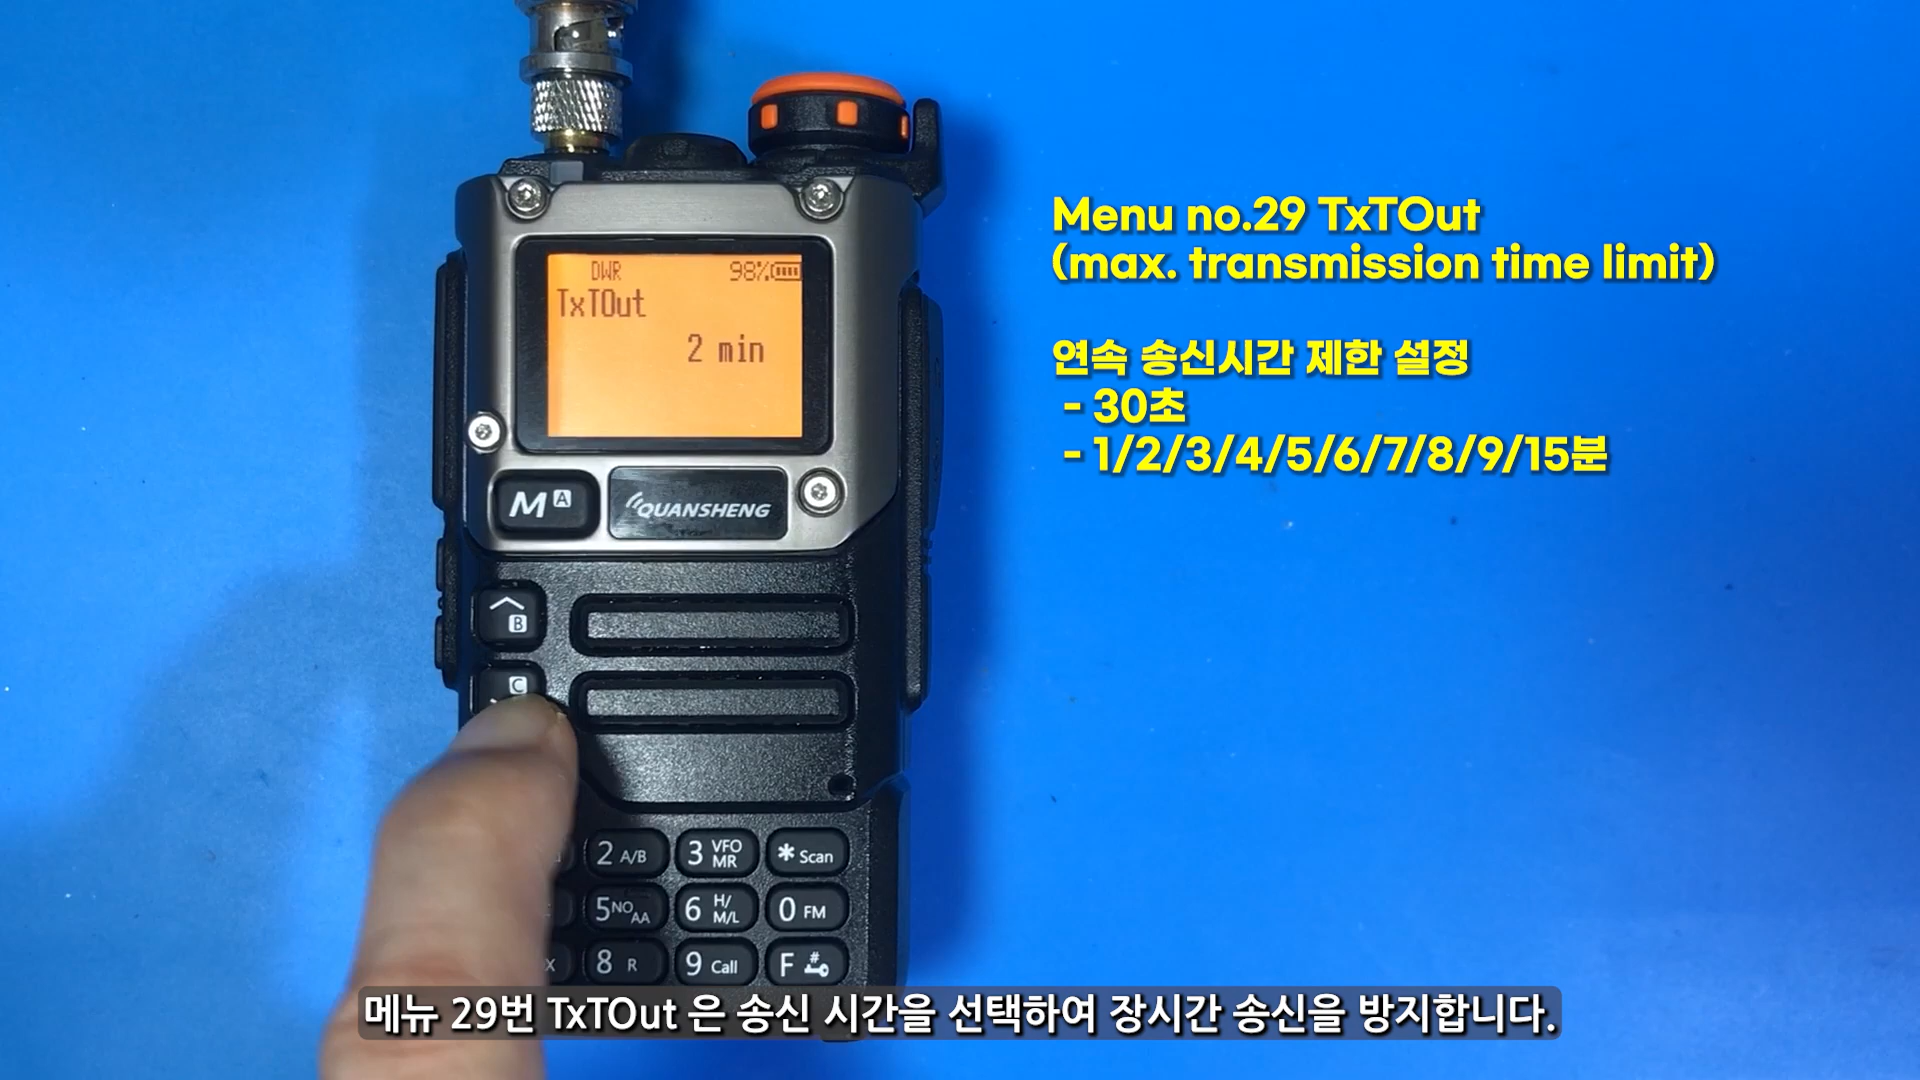 DWR 98%
TxTOut
2 min
Menu no.29 TxTOut
(max. transmission time limit)
연속 송신시간 제한 설정
- 30초
- 1/2/3/4/5/6/7/8/9/15분
M A
QUANSHENG
B
C
2 A/B
3 VFO MR
* Scan
5 NO AA
6 H/ M/L
0 FM
X
8 R
9 Call
F #
메뉴 29번 TxTOut 은 송신 시간을 선택하여 장시간 송신을 방지합니다.